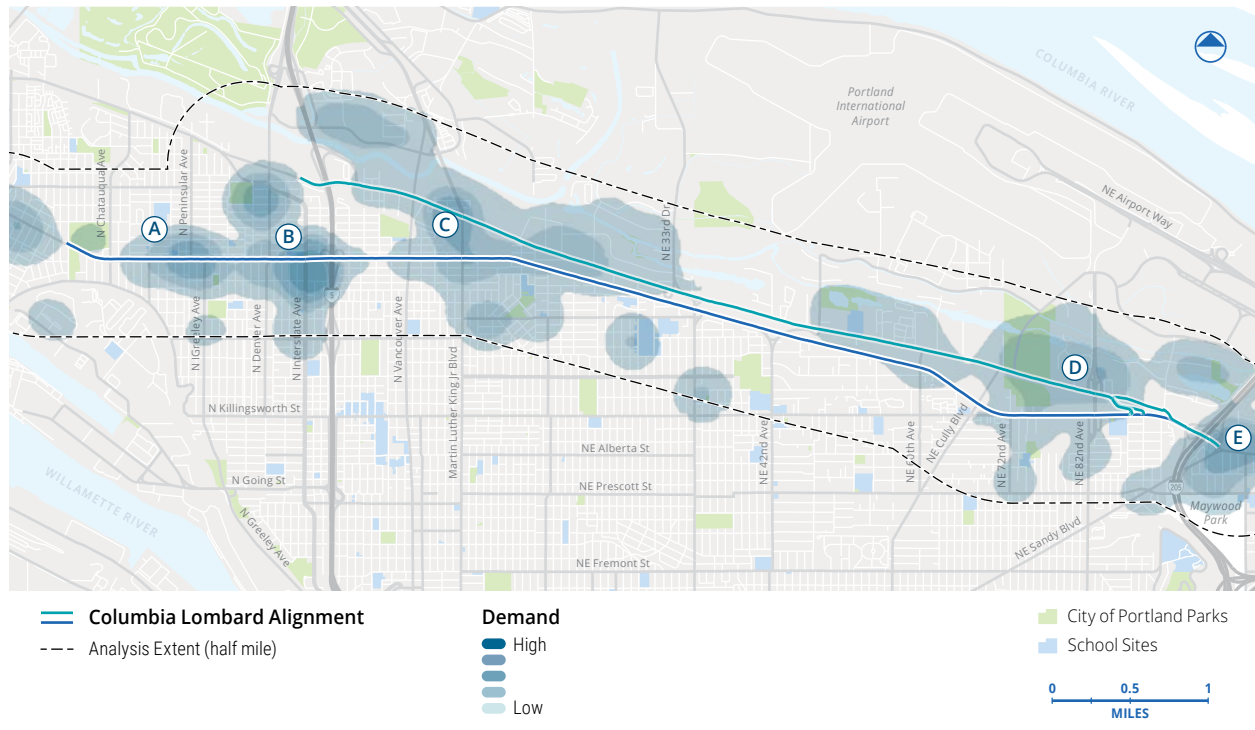 COLUMBIA RIVER
Portland
International
Airport
NE Airport Way
N Chatauqua Ave
N Peninsular Ave
A
B
C
NE 33rd Dr
5
N Greeley Ave
N Denver Ave
N Interstate Ave
N Vancouver Ave
Martin Luther King Jr Blvd
D
N Killingsworth St
NE Alberta St
NE 42nd Ave
NE 60th Ave
NE Cully Blvd
NE 72nd Ave
NE 82nd Ave
E
N Going St
NE Prescott St
205
Maywood
Park
WILLAMETTE RIVER
N Greeley Ave
NE Sandy Blvd
NE Fremont St
Columbia Lombard Alignment
Analysis Extent (half mile)
Demand
High
Low
City of Portland Parks
School Sites
0 0.5 1
MILES